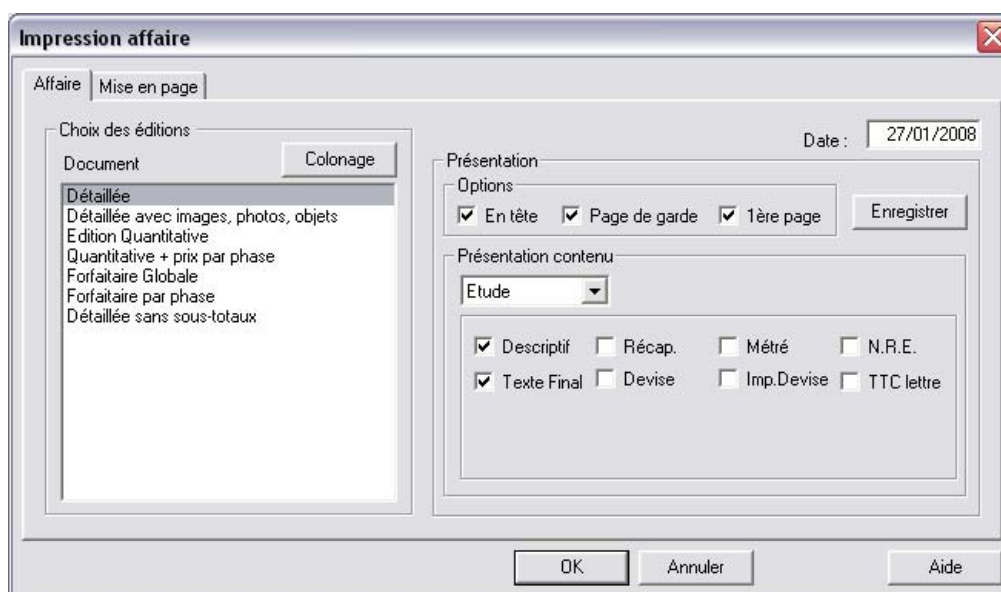 Impression affaire
Affaire
Mise en page
Choix des éditions
Document
Colonage
Détaillée
Détaillée avec images, photos, objets
Edition Quantitative
Quantitative + prix par phase
Forfaitaire Globale
Forfaitaire par phase
Détaillée sans sous-totaux
Date : 27/01/2008
Présentation
Options
En tête
Page de garde
1ère page
Enregistrer
Présentation contenu
Etude
Descriptif
Récap.
Métré
N.R.E.
Texte Final
Devise
Imp.Devise
TTC lettre
OK
Annuler
Aide